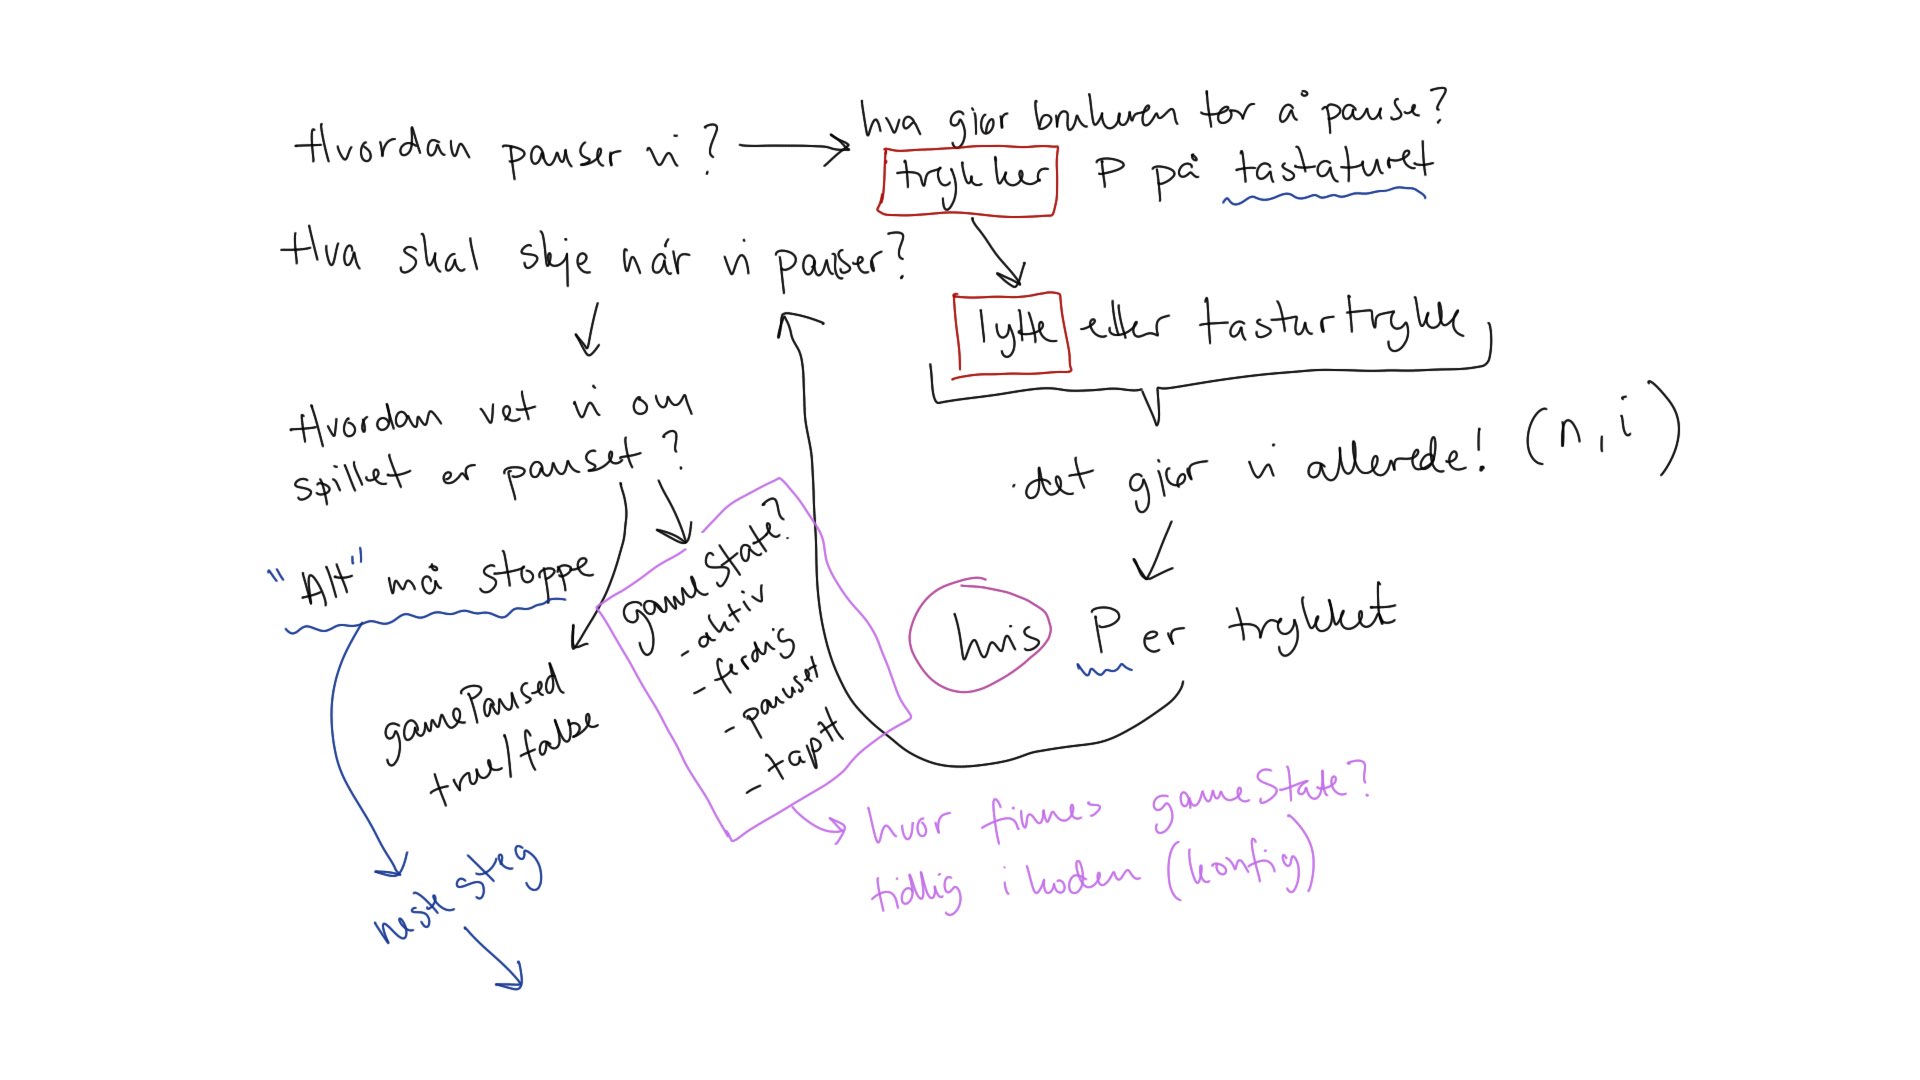 Hvordan pauser vi?
hva gjør brukeren for å pause?
trykker P på tastaturet
Hva skal skje når vi pauser?
lytte etter tasturtrykk
det gjør vi allerede! (n, i)
hvis P er trykket
Hvordan vet vi om
spillet er pauset?
"Alt" må stoppe
gamePaused
true/false
gameState?
- aktiv
- ferdig
- pauset
- tapt
hvor finnes gameState?
tidlig i koden (konfig)
neste steg